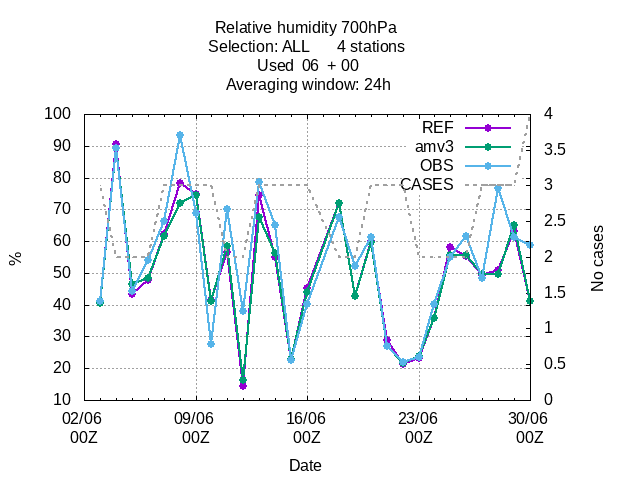 Relative humidity 700hPa
Selection: ALL      4 stations
Used  06  + 00
Averaging window: 24h
100
90
80
70
60
50
40
30
20
10
%
4
3.5
3
2.5
2
1.5
1
0.5
0
No cases
REF
amv3
OBS
CASES
02/06 09/06 16/06 23/06 30/06
00Z 00Z 00Z 00Z 00Z
Date